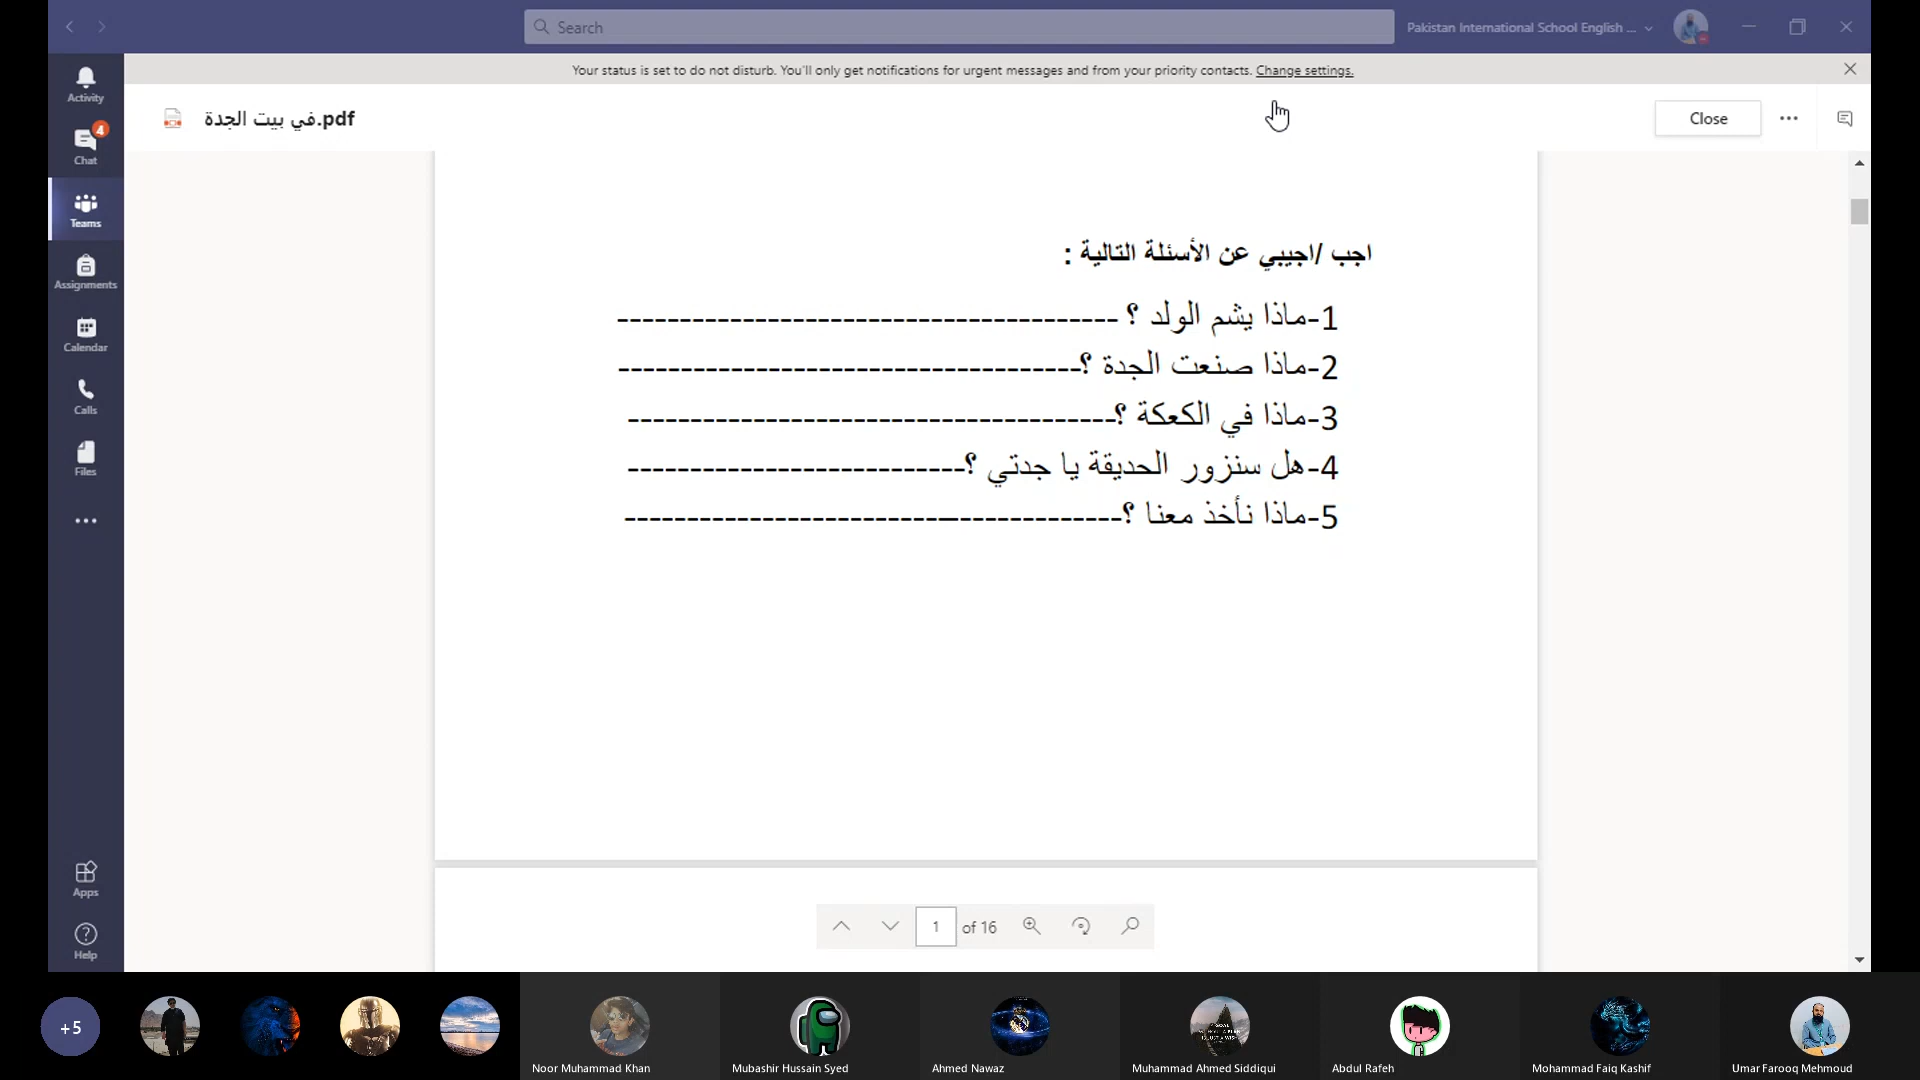 Search
Pakistan International School English ...
Your status is set to do not disturb. You'll only get notifications for urgent messages and from your priority contacts. Change settings.
Activity
4
Chat
Teams
Assignments
Calendar
Calls
Files
Apps
Help
في بيت الجدة.pdf
Close
اجب /اجيبي عن الأسئلة التالية :
1-ماذا يشم الولد ؟ ----------------------------------------
2-ماذا صنعت الجدة ؟-------------------------------------
3-ماذا في الكعكة ؟---------------------------------------
4-هل سنزور الحديقة يا جدتي ؟---------------------------
5-ماذا نأخذ معنا ؟----------------------------------------
1 of 16
+5
Noor Muhammad Khan
Mubashir Hussain Syed
Ahmed Nawaz
Muhammad Ahmed Siddiqui
Abdul Rafeh
Mohammad Faiq Kashif
Umar Farooq Mehmoud